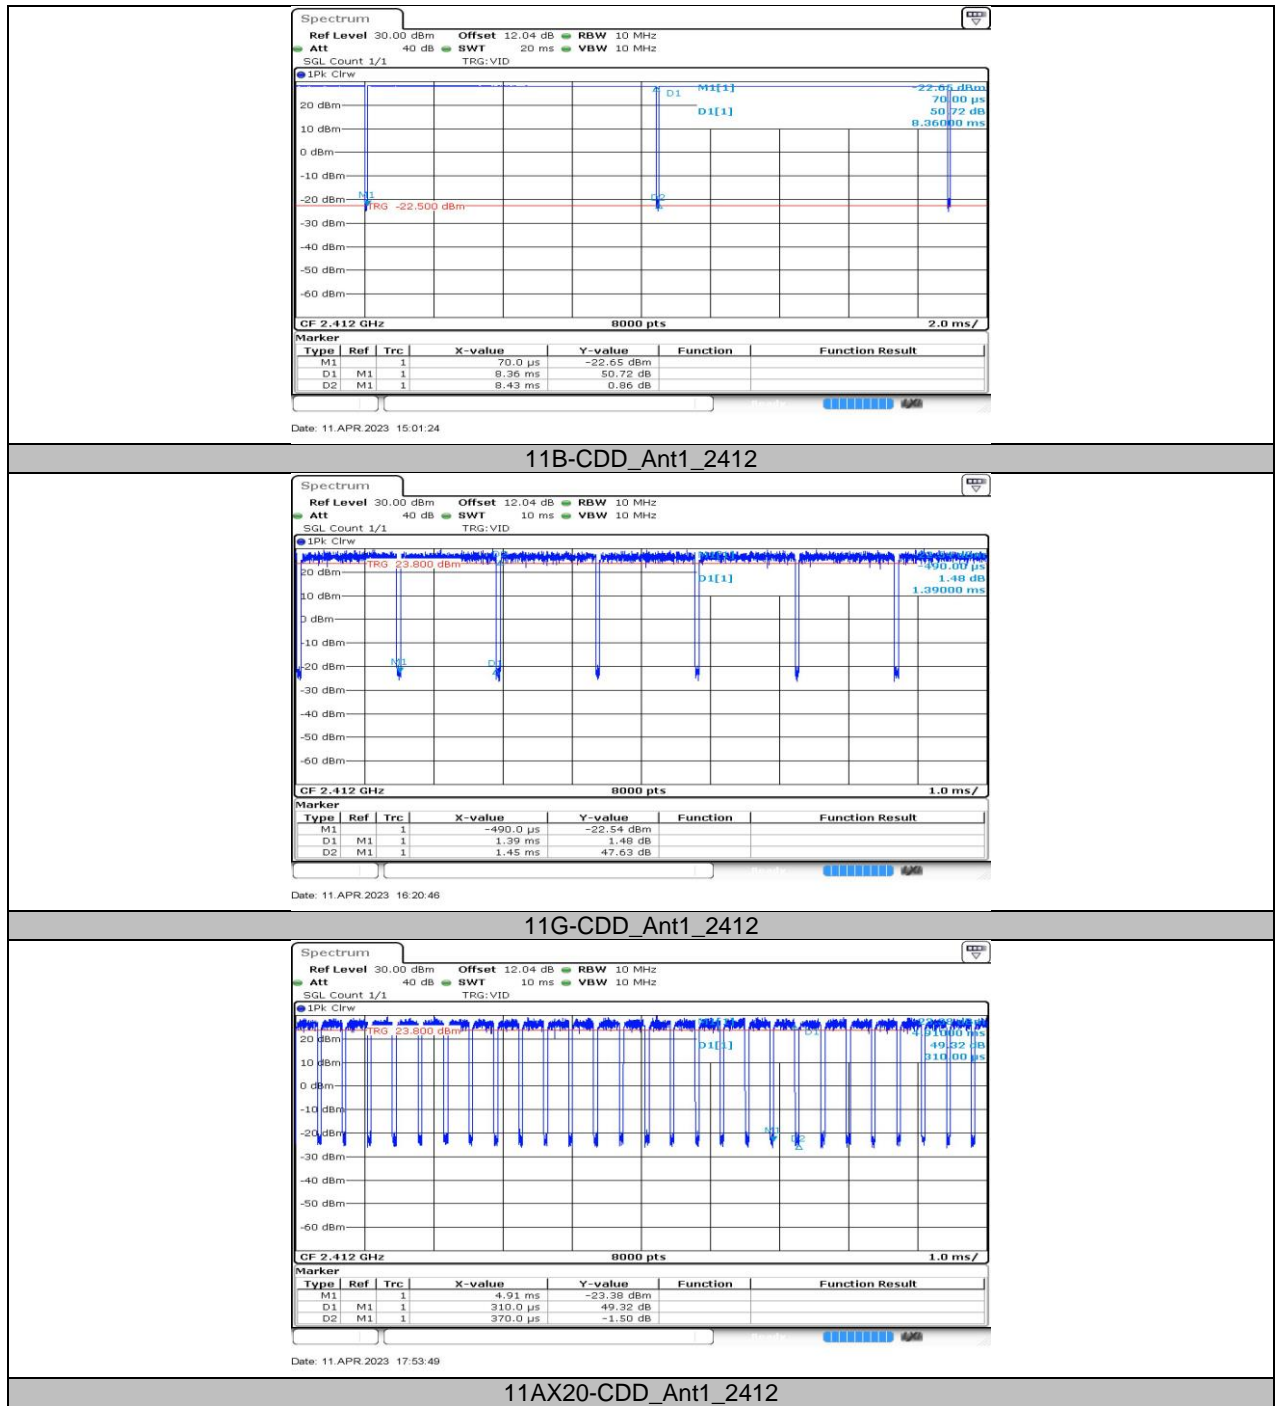 Spectrum
Ref Level 30.00 dBm Offset 12.04 dB RBW 10 MHz
Att 40 dB SWT 20 ms VBW 10 MHz
SGL Count 1/1 TRG:VID
1Pk Clrw
D1 M1[1] -22.65 dBm
70.00 µs
20 dBm
D1[1] 50.72 dB
8.36000 ms
10 dBm
0 dBm
-10 dBm
M1 D2
-20 dBm
TRG -22.500 dBm
-30 dBm
-40 dBm
-50 dBm
-60 dBm
CF 2.412 GHz 8000 pts 2.0 ms/
Marker
Type Ref Trc X-value Y-value Function Function Result
M1 1 70.0 µs -22.65 dBm
D1 M1 1 8.36 ms 50.72 dB
D2 M1 1 8.43 ms 0.86 dB
Date: 11.APR.2023 15:01:24
11B-CDD_Ant1_2412
Spectrum
Ref Level 30.00 dBm Offset 12.04 dB RBW 10 MHz
Att 40 dB SWT 10 ms VBW 10 MHz
SGL Count 1/1 TRG:VID
1Pk Clrw
TRG 23.800 dBm -490.00 µs
20 dBm
D1[1] 1.48 dB
1.39000 ms
10 dBm
0 dBm
-10 dBm
M1 D1
-20 dBm
-30 dBm
-40 dBm
-50 dBm
-60 dBm
CF 2.412 GHz 8000 pts 1.0 ms/
Marker
Type Ref Trc X-value Y-value Function Function Result
M1 1 -490.0 µs -22.54 dBm
D1 M1 1 1.39 ms 1.48 dB
D2 M1 1 1.45 ms 47.63 dB
Date: 11.APR.2023 16:20:46
11G-CDD_Ant1_2412
Spectrum
Ref Level 30.00 dBm Offset 12.04 dB RBW 10 MHz
Att 40 dB SWT 10 ms VBW 10 MHz
SGL Count 1/1 TRG:VID
1Pk Clrw
TRG 23.800 dBm D1 4.91000 ms
20 dBm
D1[1] 49.32 dB
310.00 µs
10 dBm
0 dBm
-10 dBm
M1
-20 dBm D2
-30 dBm
-40 dBm
-50 dBm
-60 dBm
CF 2.412 GHz 8000 pts 1.0 ms/
Marker
Type Ref Trc X-value Y-value Function Function Result
M1 1 4.91 ms -23.38 dBm
D1 M1 1 310.0 µs 49.32 dB
D2 M1 1 370.0 µs -1.50 dB
Date: 11.APR.2023 17:53:49
11AX20-CDD_Ant1_2412